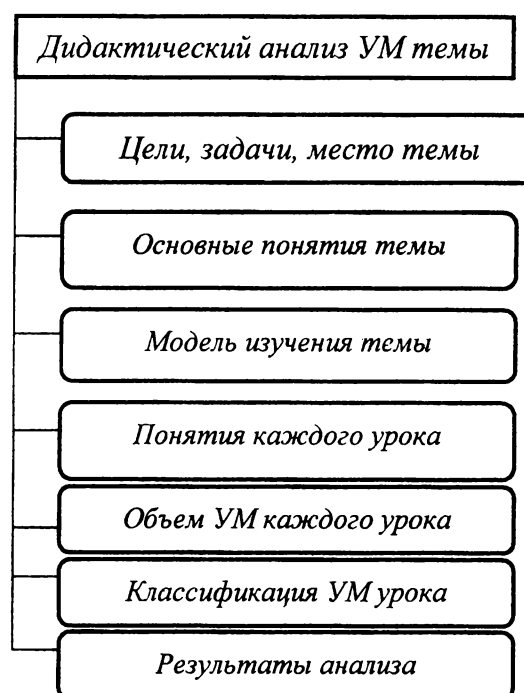 Дидактический анализ УМ темы
Цели, задачи, место темы
Основные понятия темы
Модель изучения темы
Понятия каждого урока
Объем УМ каждого урока
Классификация УМ урока
Результаты анализа